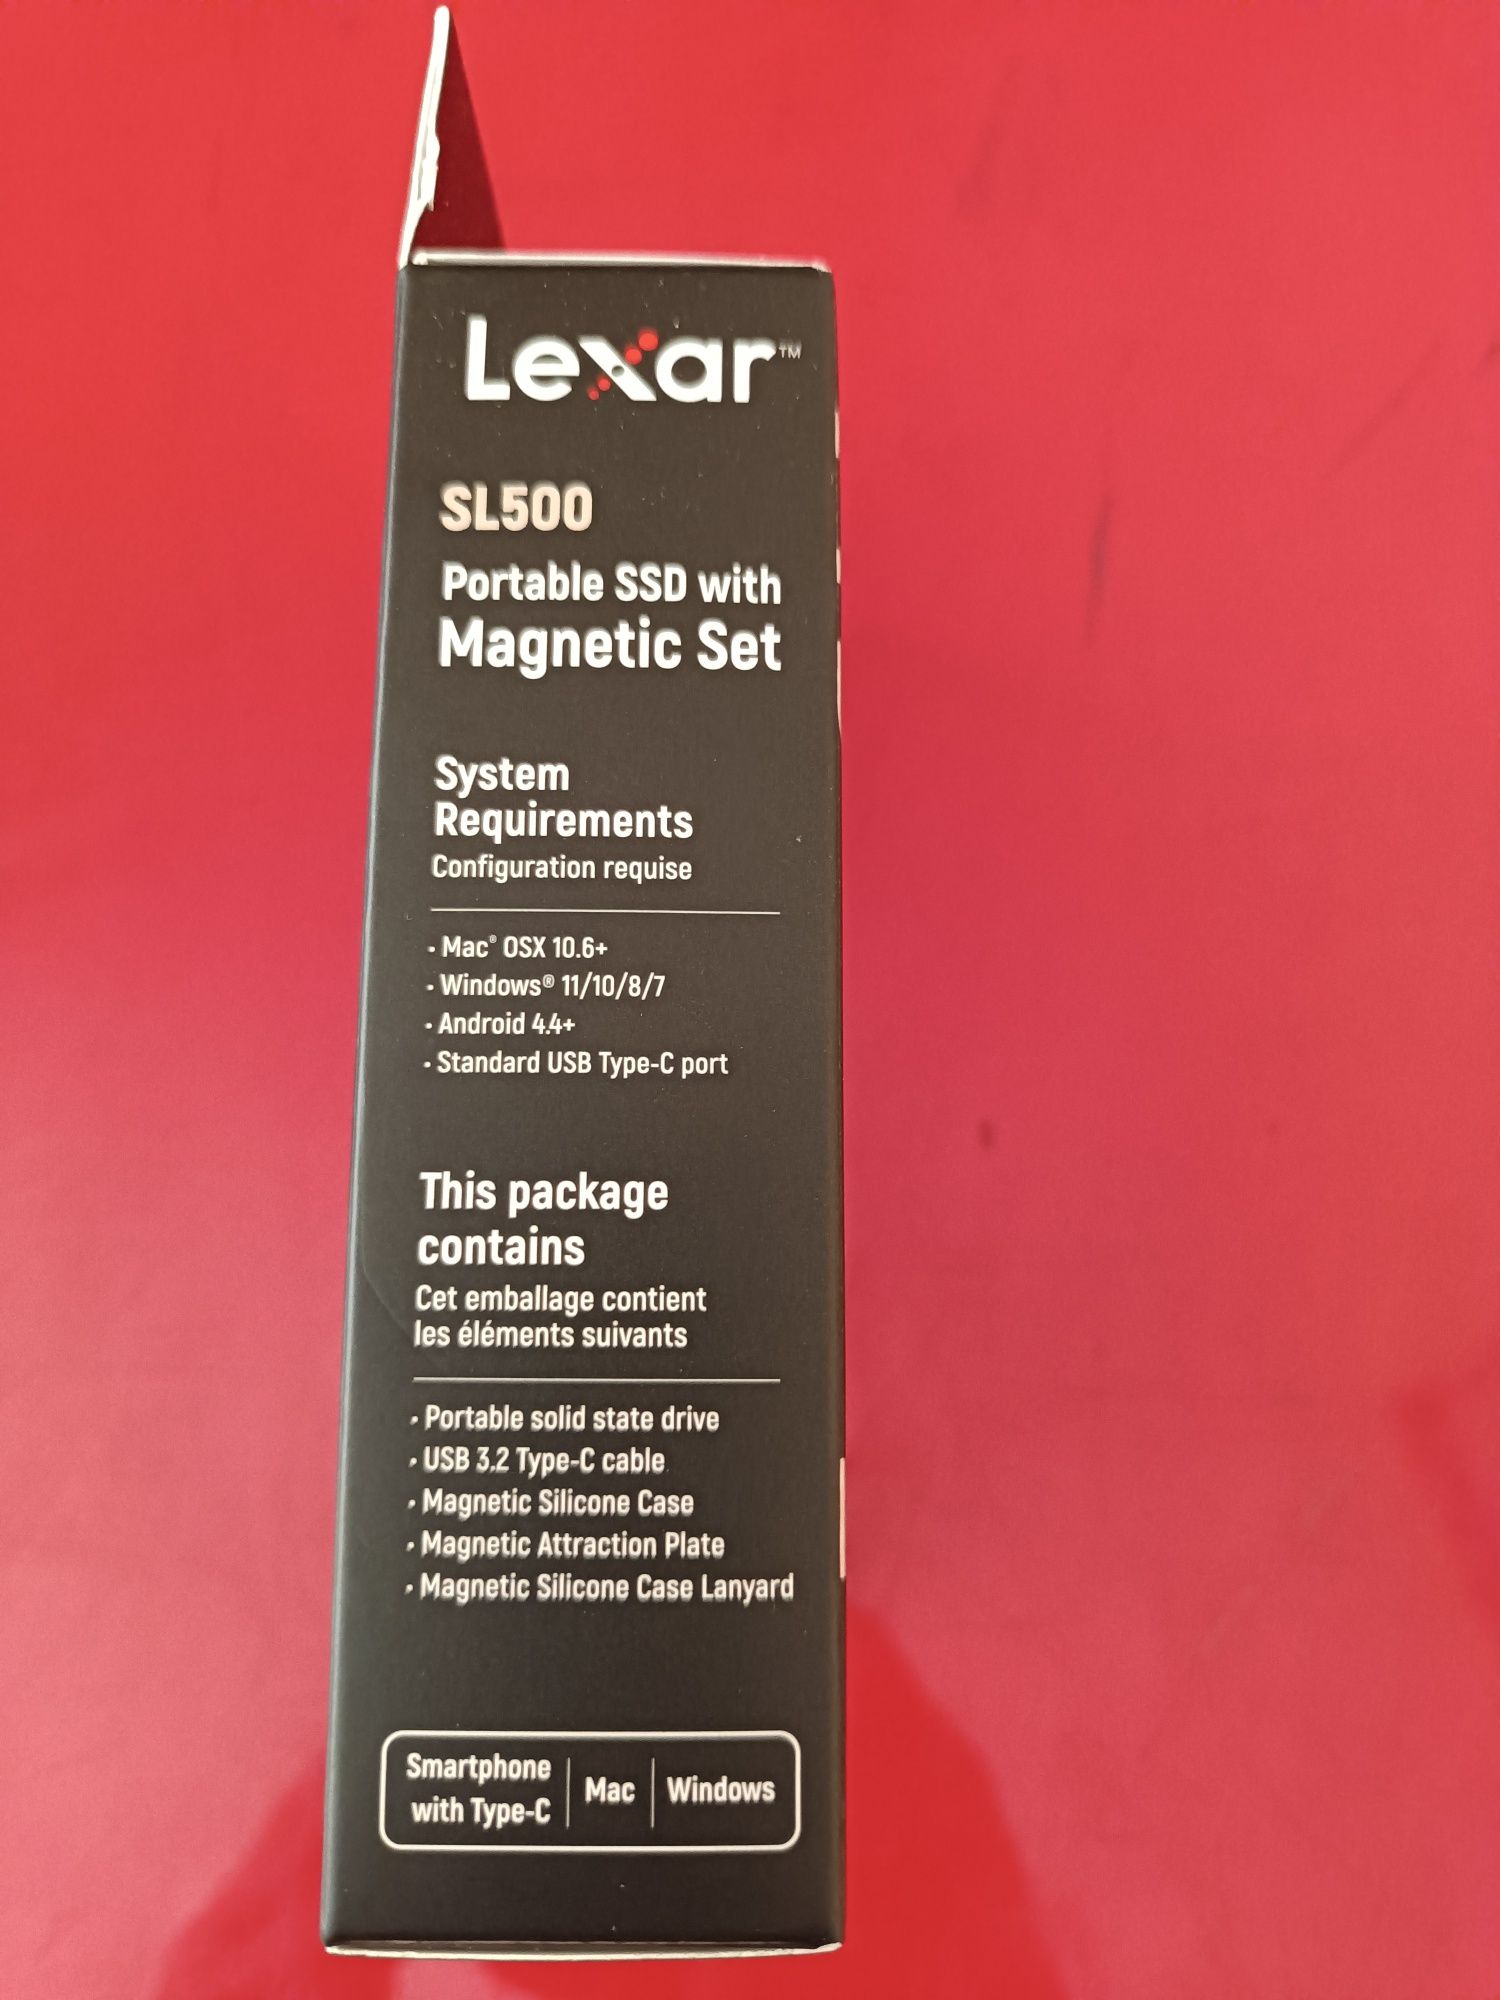 Lexar™
SL500
Portable SSD with
Magnetic Set
System
Requirements
Configuration requise
· Mac® OSX 10.6+
· Windows® 11/10/8/7
· Android 4.4+
· Standard USB Type-C port
This package
contains
Cet emballage contient
les éléments suivants
· Portable solid state drive
· USB 3.2 Type-C cable
· Magnetic Silicone Case
· Magnetic Attraction Plate
· Magnetic Silicone Case Lanyard
Smartphone
with Type-C | Mac | Windows